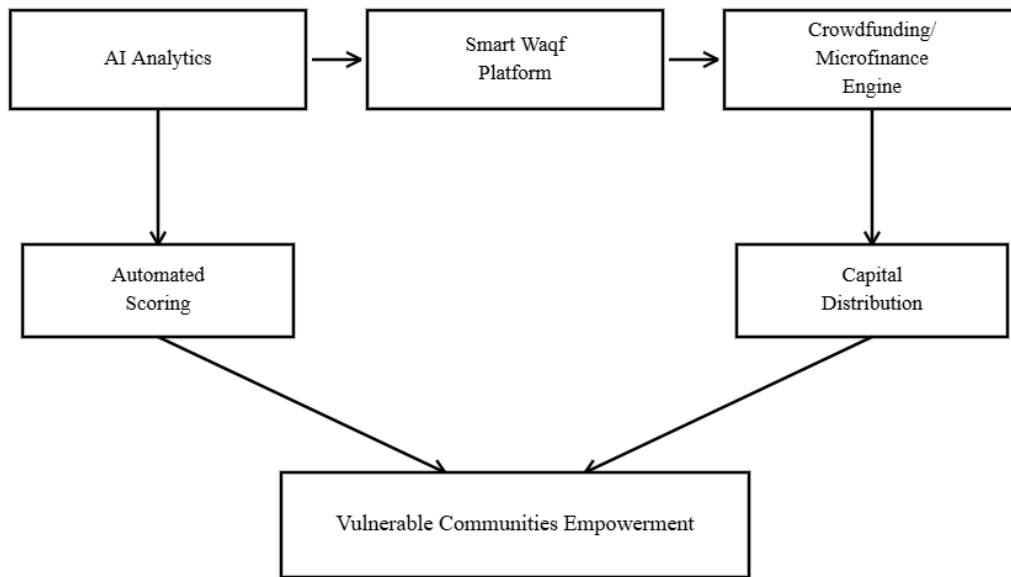 AI Analytics
Smart Waqf
Platform
Crowdfunding/
Microfinance
Engine
Automated
Scoring
Capital
Distribution
Vulnerable Communities Empowerment